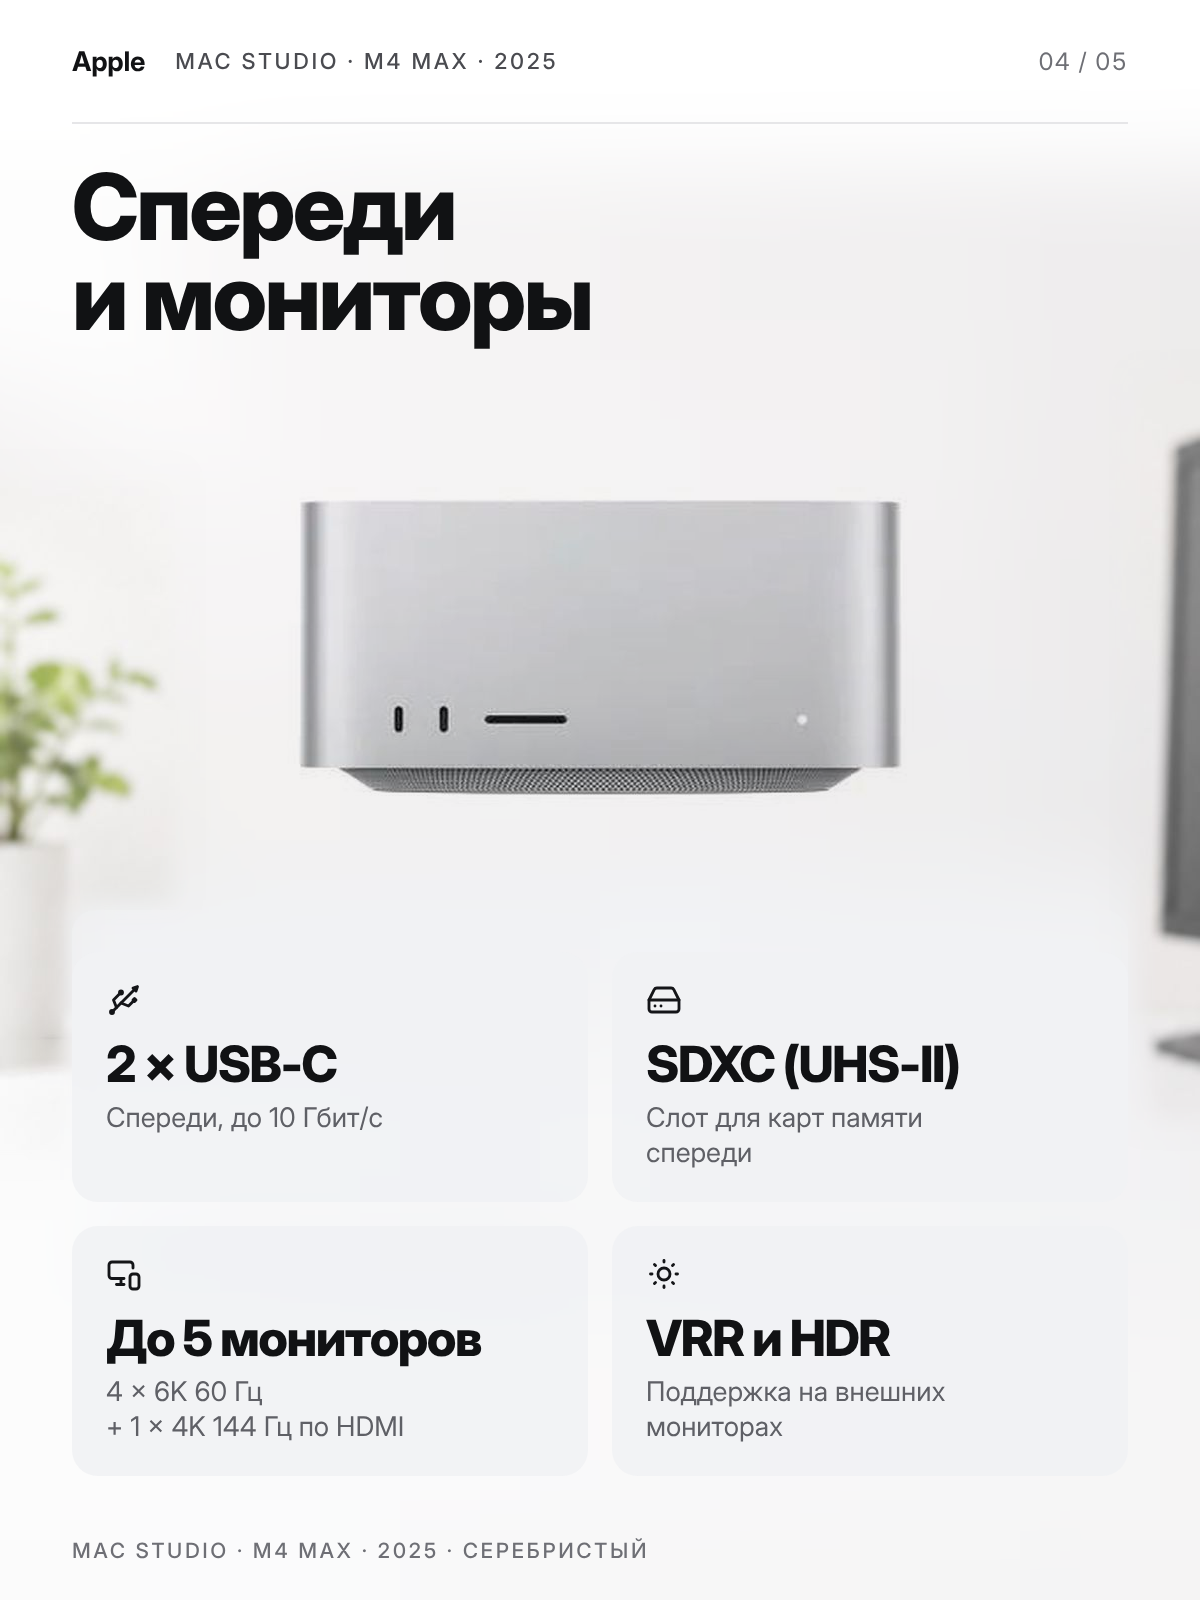 Apple MAC STUDIO · M4 MAX · 2025 04 / 05
Спереди
и мониторы
2 × USB-C
Спереди, до 10 Гбит/с
SDXC (UHS-II)
Слот для карт памяти
спереди
До 5 мониторов
4 × 6K 60 Гц
+ 1 × 4K 144 Гц по HDMI
VRR и HDR
Поддержка на внешних
мониторах
MAC STUDIO · M4 MAX · 2025 · СЕРЕБРИСТЫЙ